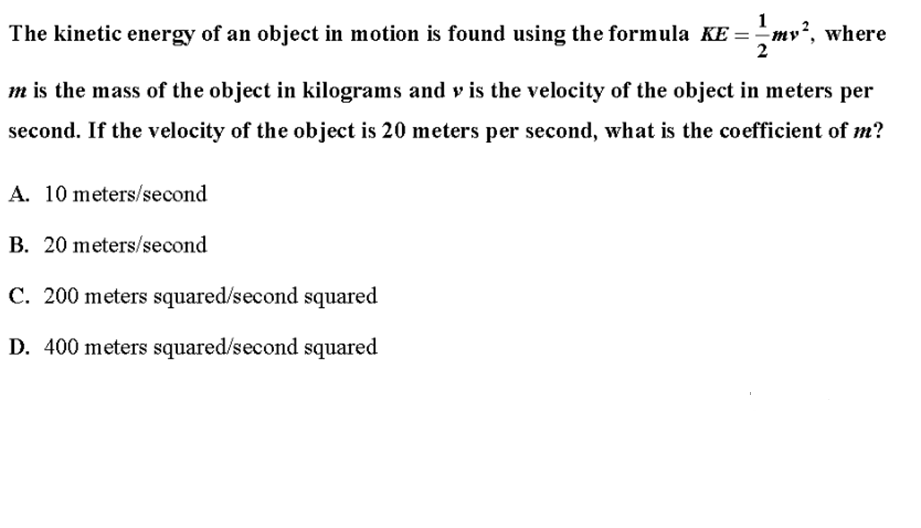 The kinetic energy of an object in motion is found using the formula KE = 1/2 mv², where
m is the mass of the object in kilograms and v is the velocity of the object in meters per
second. If the velocity of the object is 20 meters per second, what is the coefficient of m?
A. 10 meters/second
B. 20 meters/second
C. 200 meters squared/second squared
D. 400 meters squared/second squared